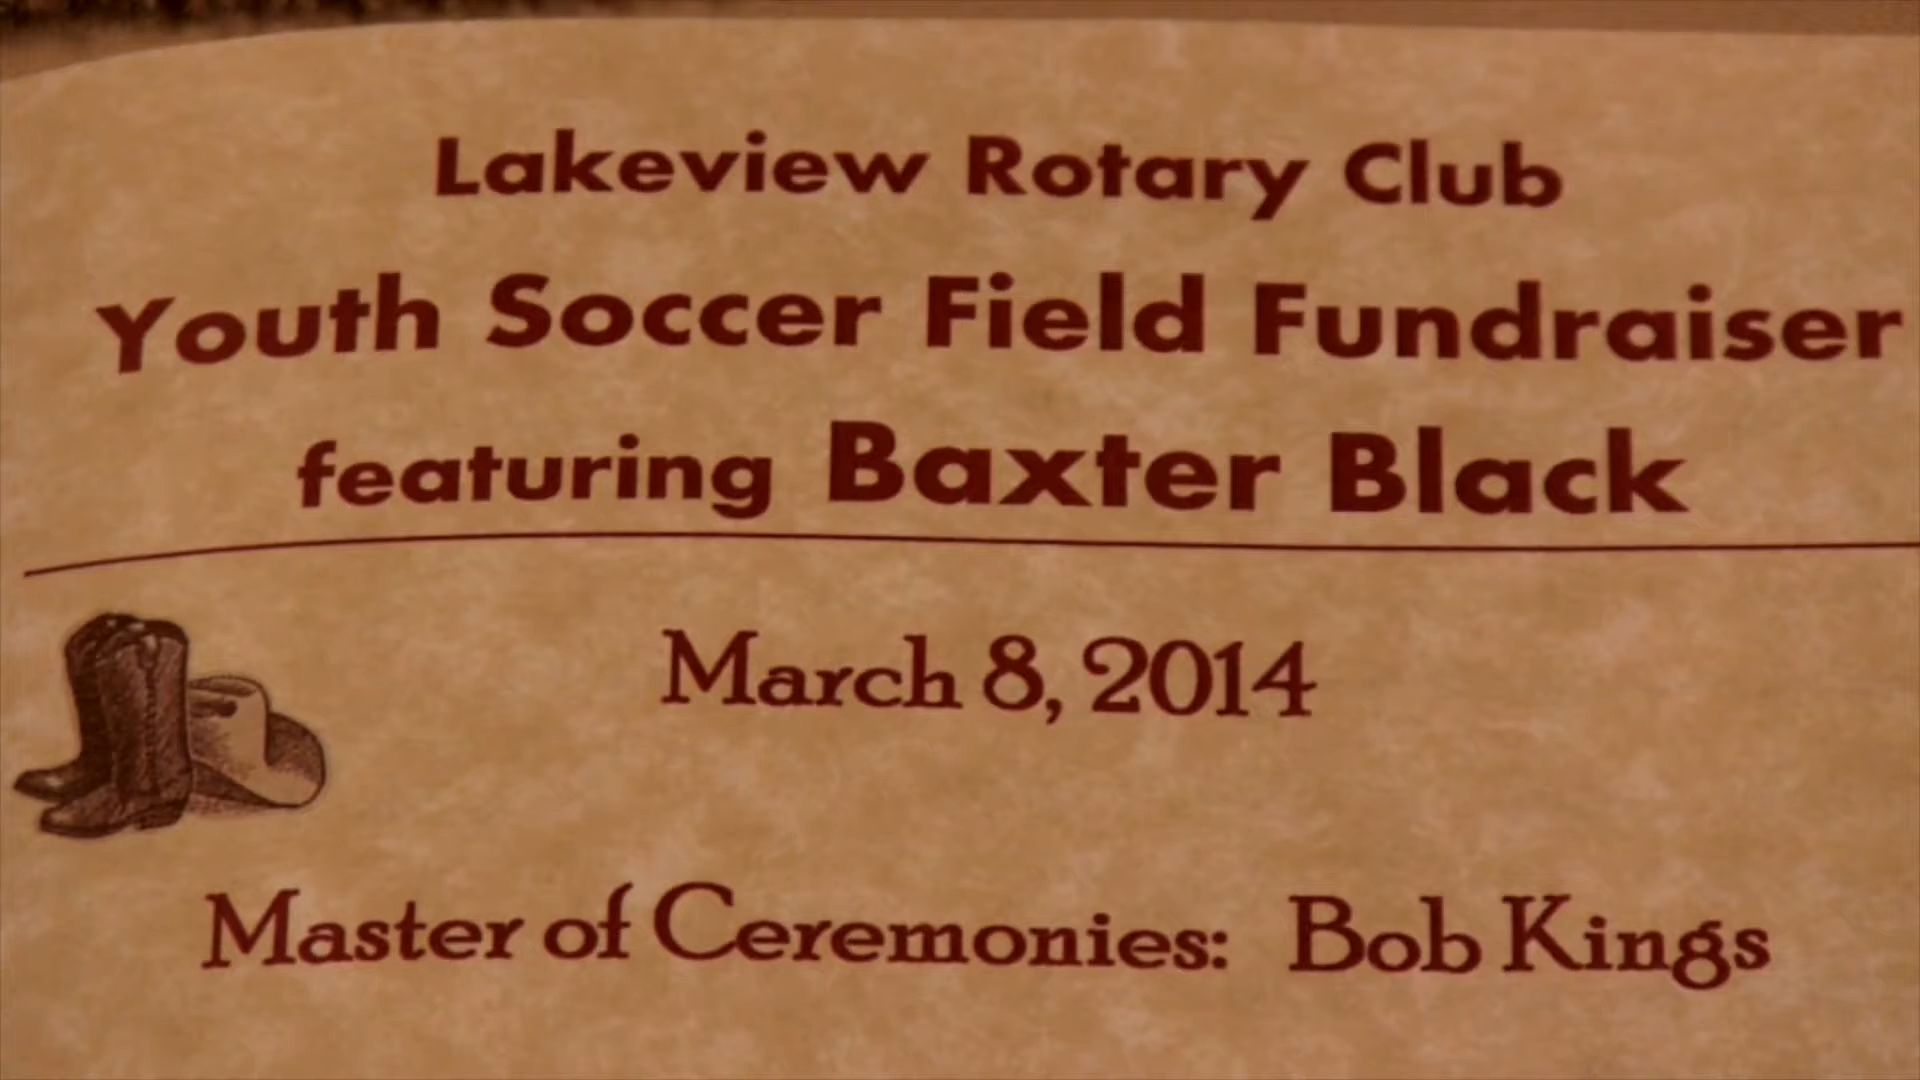 Lakeview Rotary Club
Youth Soccer Field Fundraiser
featuring Baxter Black
March 8, 2014
Master of Ceremonies: Bob Kings